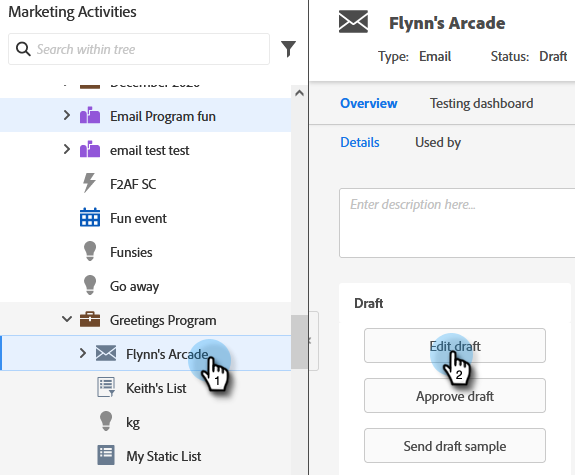 Marketing Activities
Search within tree
December 2020
Email Program fun
email test test
F2AF SC
Fun event
Funsies
Go away
Greetings Program
Flynn's Arcade
1
Keith's List
kg
My Static List
Flynn's Arcade
Type: Email Status: Draft
Overview Testing dashboard
Details Used by
Enter description here...
Draft
Edit draft
2
Approve draft
Send draft sample